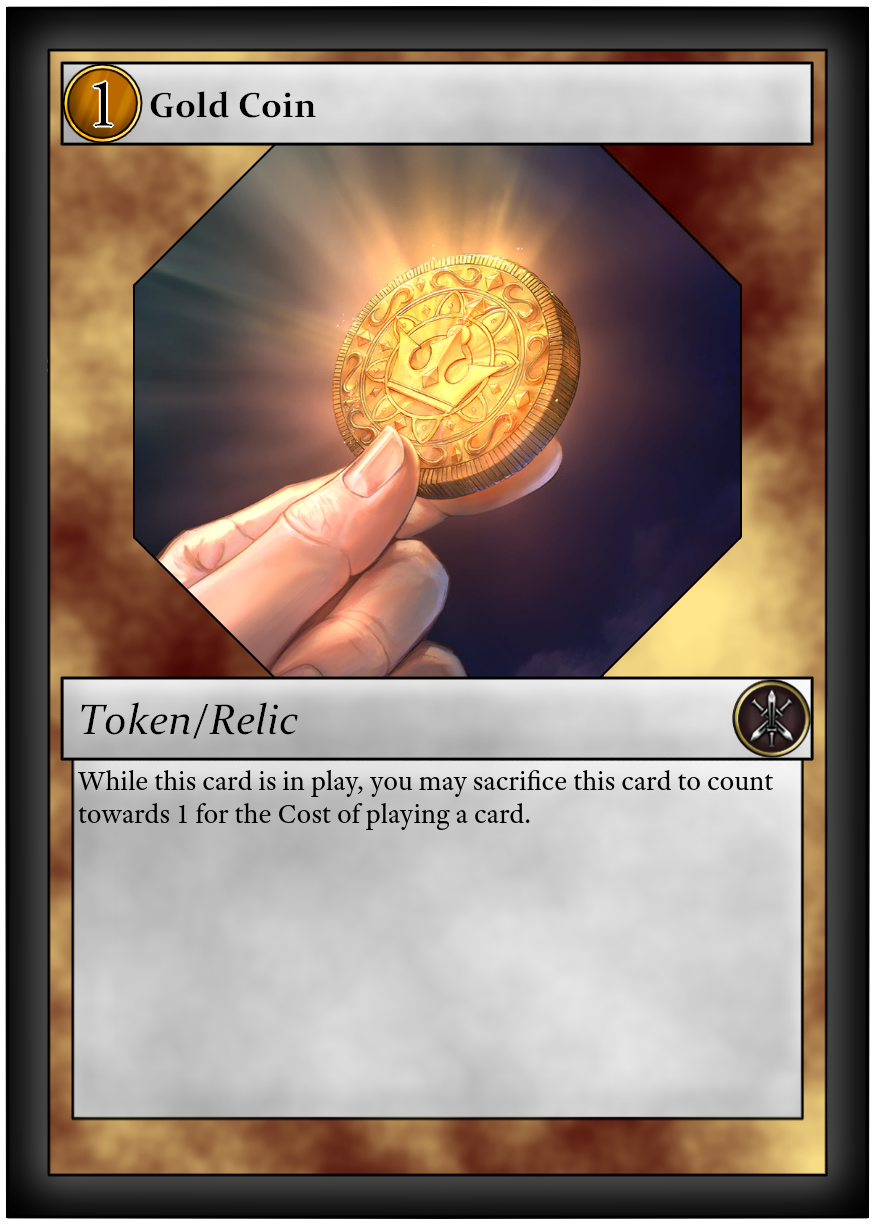 1 Gold Coin
Token/Relic
While this card is in play, you may sacrifice this card to count
towards 1 for the Cost of playing a card.